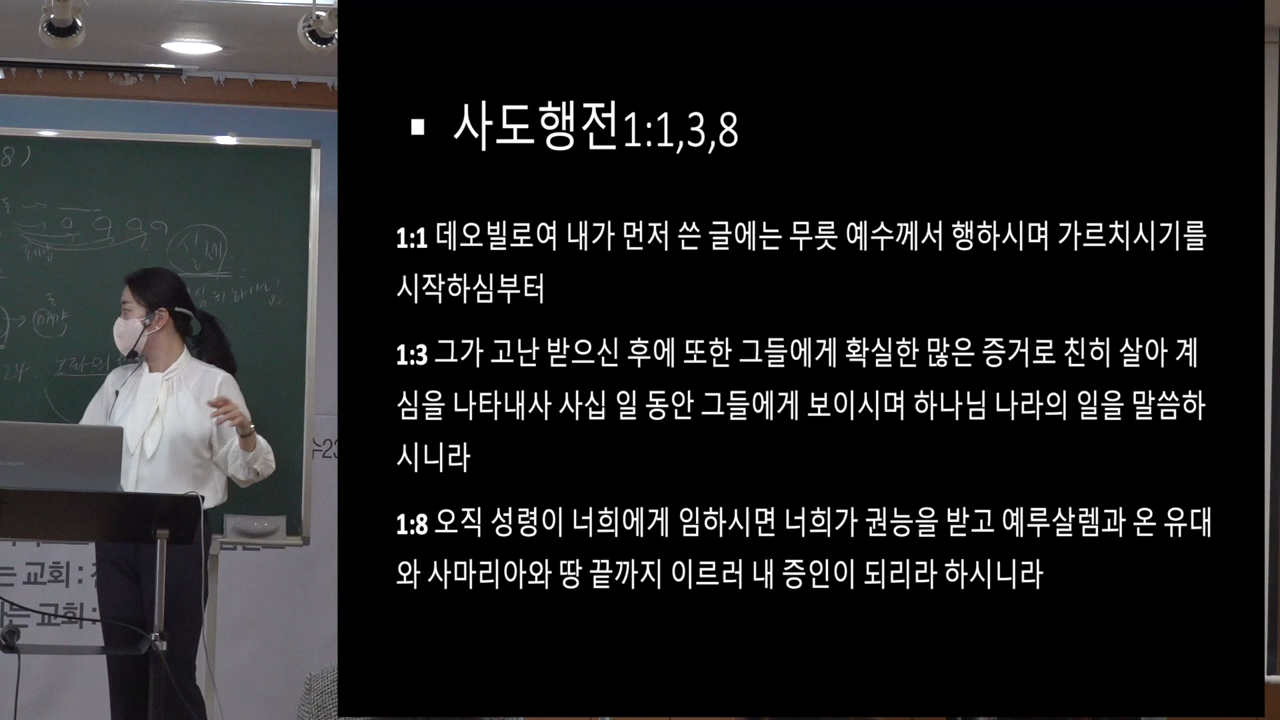 8)
▪ 사도행전1:1,3,8
1:1 데오빌로여 내가 먼저 쓴 글에는 무릇 예수께서 행하시며 가르치시기를
시작하심부터
1:3 그가 고난 받으신 후에 또한 그들에게 확실한 많은 증거로 친히 살아 계
심을 나타내사 사십 일 동안 그들에게 보이시며 하나님 나라의 일을 말씀하
시니라
1:8 오직 성령이 너희에게 임하시면 너희가 권능을 받고 예루살렘과 온 유대
와 사마리아와 땅 끝까지 이르러 내 증인이 되리라 하시니라
는 교회 :
는 교회 :